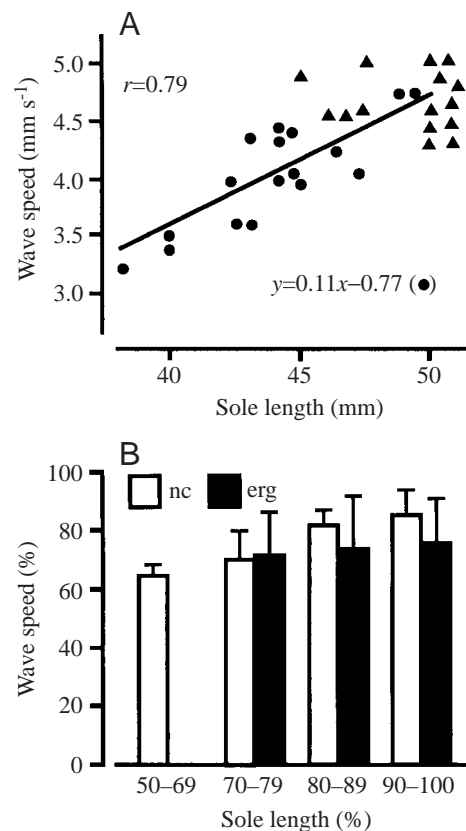 A
5.0
4.5
4.0
3.5
3.0
Wave speed (mm s⁻¹)
r=0.79
y=0.11x−0.77 (●)
40
45
50
Sole length (mm)
B
nc
erg
100
80
60
40
20
0
Wave speed (%)
50–69
70–79
80–89
90–100
Sole length (%)